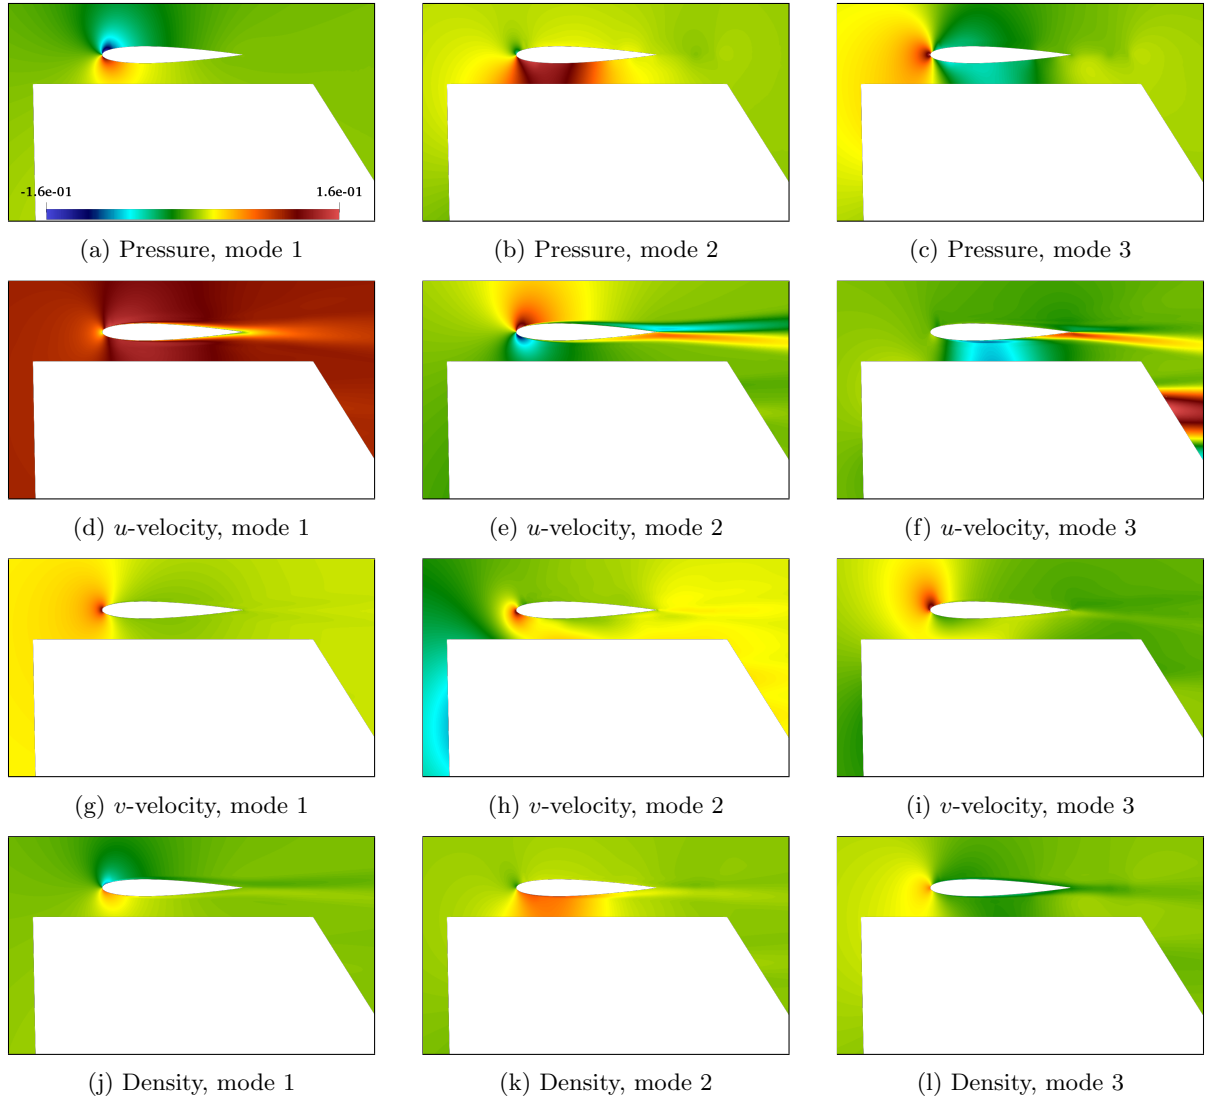 -1.6e-01 1.6e-01
(a) Pressure, mode 1
(b) Pressure, mode 2
(c) Pressure, mode 3
(d) u-velocity, mode 1
(e) u-velocity, mode 2
(f) u-velocity, mode 3
(g) v-velocity, mode 1
(h) v-velocity, mode 2
(i) v-velocity, mode 3
(j) Density, mode 1
(k) Density, mode 2
(l) Density, mode 3